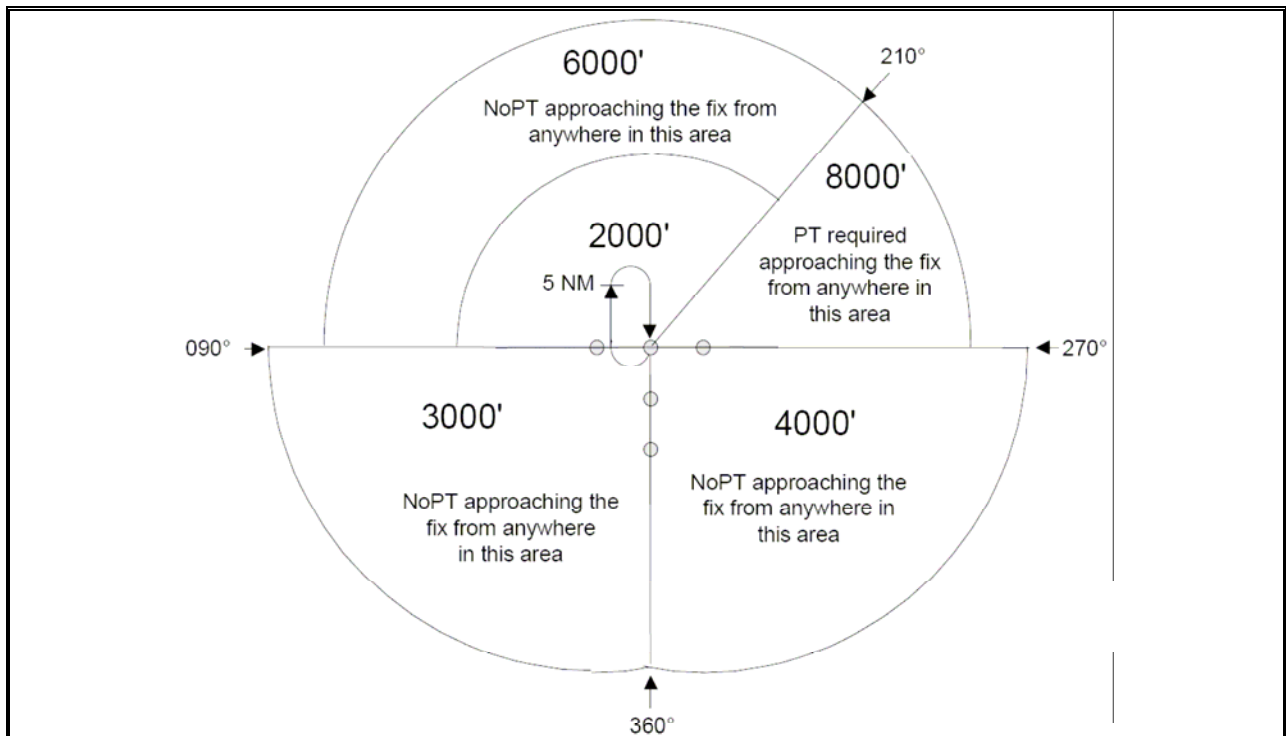 6000'
NoPT approaching the fix from
anywhere in this area
210°
8000'
PT required
approaching the fix
from anywhere in
this area
2000'
5 NM
090°
270°
3000'
NoPT approaching the
fix from anywhere
in this area
4000'
NoPT approaching the
fix from anywhere in
this area
360°